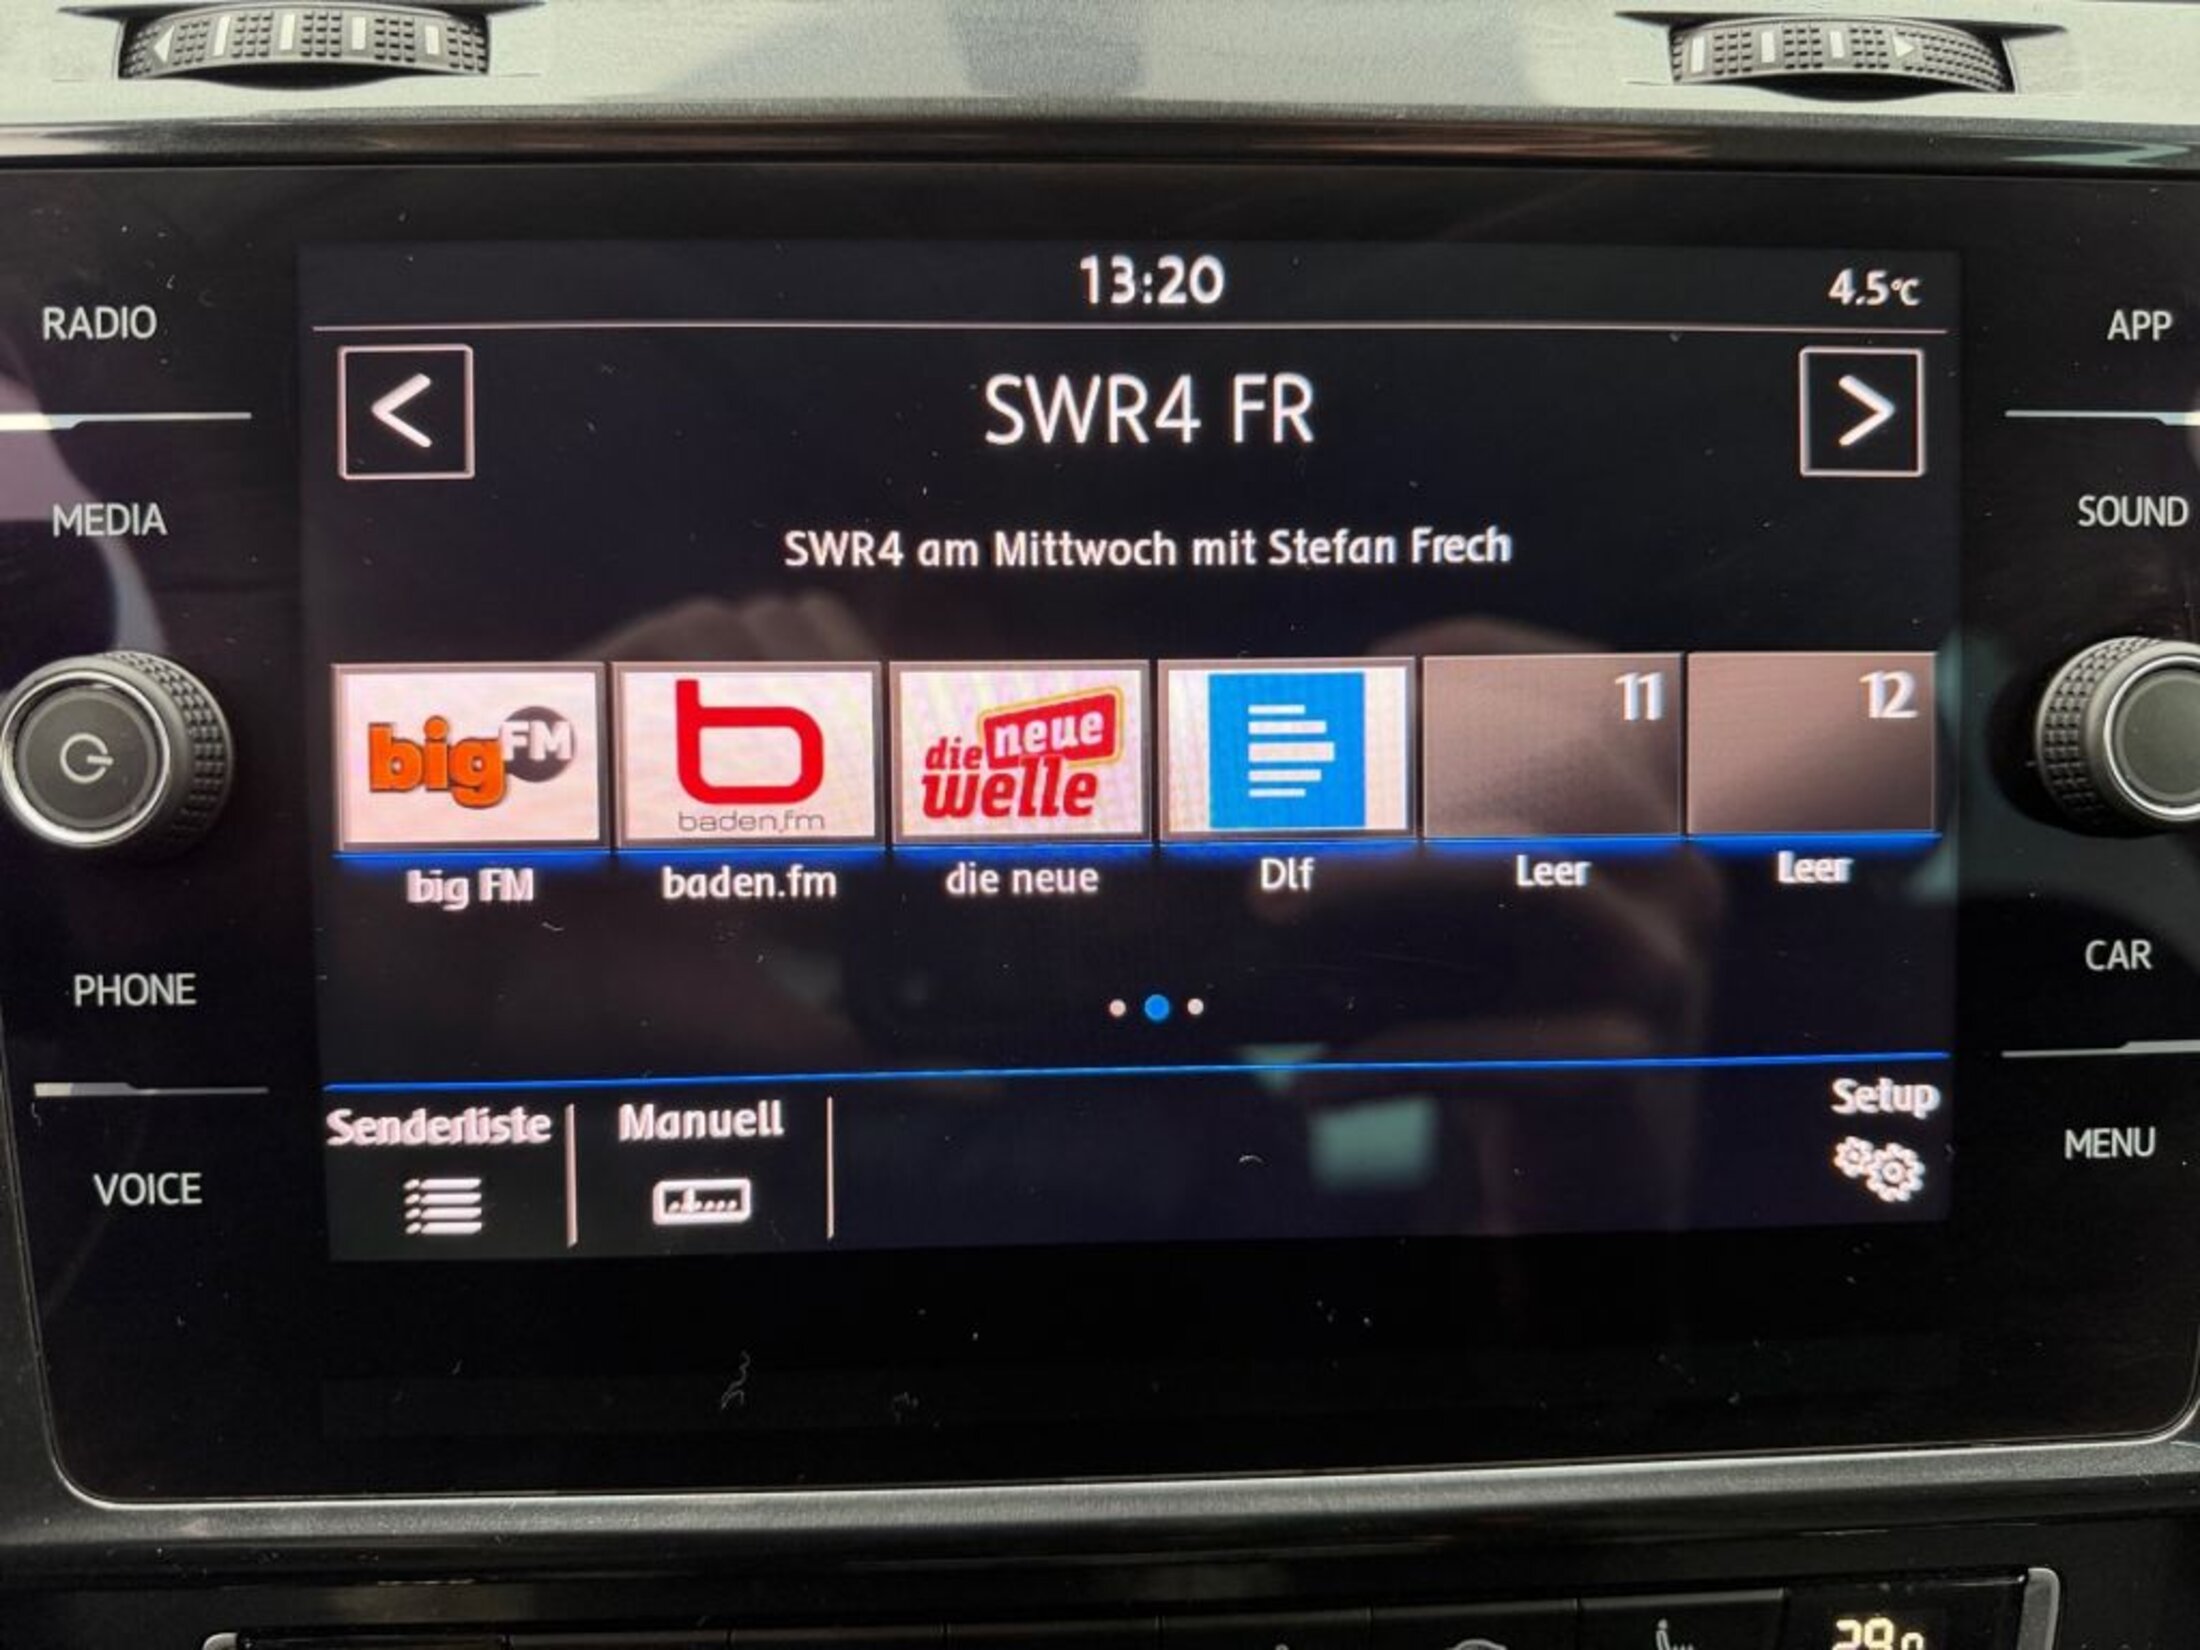 13:20
4.5°C
RADIO
APP
< SWR4 FR >
MEDIA
SOUND
SWR4 am Mittwoch mit Stefan Frech
bigFM
b
baden.fm
die neue welle
11
12
big FM
baden.fm
die neue
Dlf
Leer
Leer
PHONE
CAR
Senderliste
Manuell
Setup
VOICE
MENU